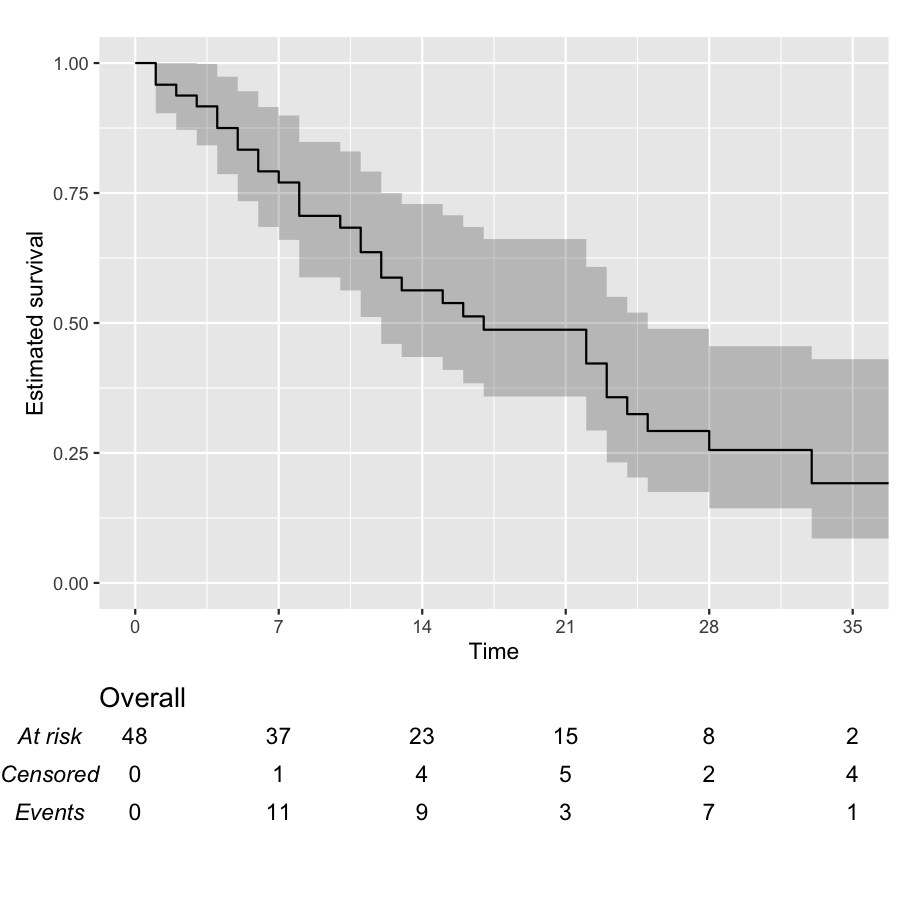 1.00
0.75
0.50
0.25
0.00
Estimated survival
0 7 14 21 28 35
Time
Overall
At risk 48 37 23 15 8 2
Censored 0 1 4 5 2 4
Events 0 11 9 3 7 1